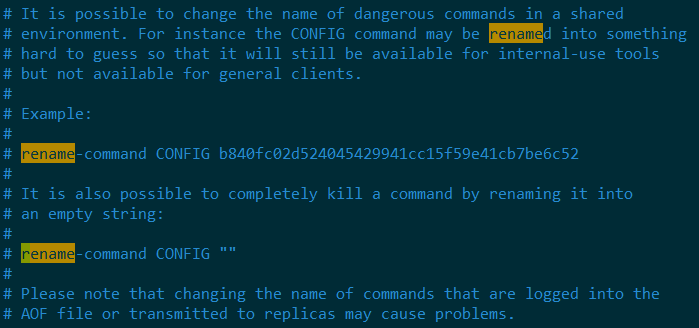 # It is possible to change the name of dangerous commands in a shared
# environment. For instance the CONFIG command may be renamed into something
# hard to guess so that it will still be available for internal-use tools
# but not available for general clients.
#
# Example:
#
# rename-command CONFIG b840fc02d524045429941cc15f59e41cb7be6c52
#
# It is also possible to completely kill a command by renaming it into
# an empty string:
#
# rename-command CONFIG ""
#
# Please note that changing the name of commands that are logged into the
# AOF file or transmitted to replicas may cause problems.